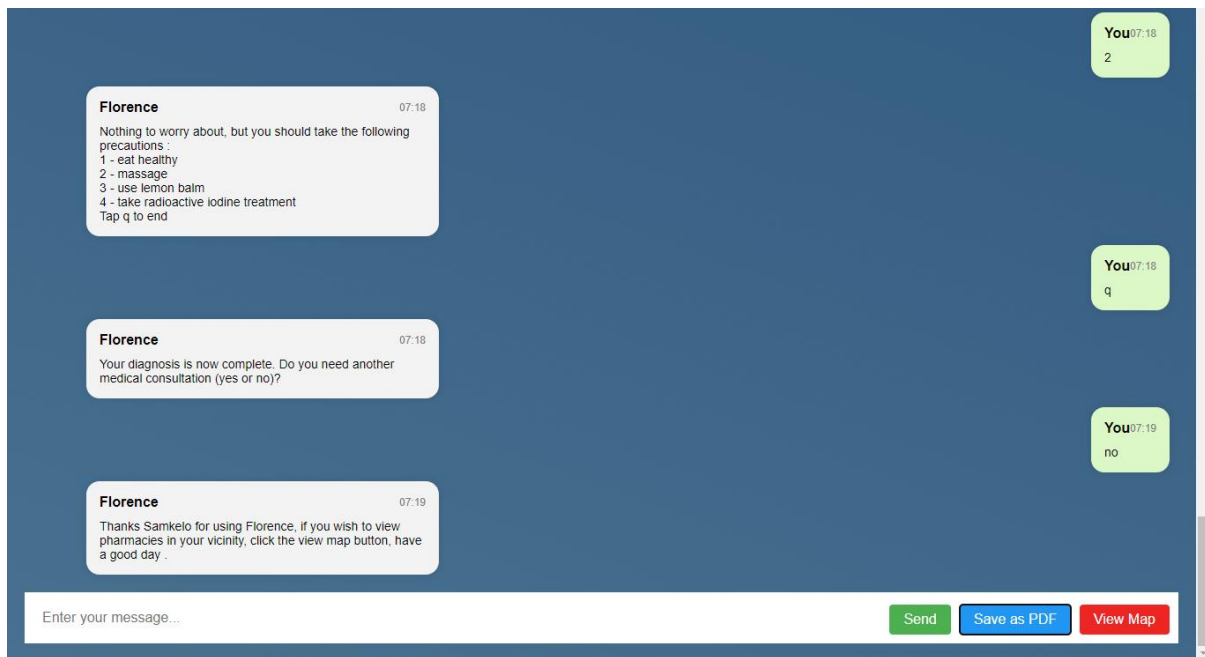 You07:18
2
Florence 07:18
Nothing to worry about, but you should take the following
precautions :
1 - eat healthy
2 - massage
3 - use lemon balm
4 - take radioactive iodine treatment
Tap q to end
You07:18
q
Florence 07:18
Your diagnosis is now complete. Do you need another
medical consultation (yes or no)?
You07:19
no
Florence 07:19
Thanks Samkelo for using Florence, if you wish to view
pharmacies in your vicinity, click the view map button, have
a good day .
Enter your message... Send Save as PDF View Map